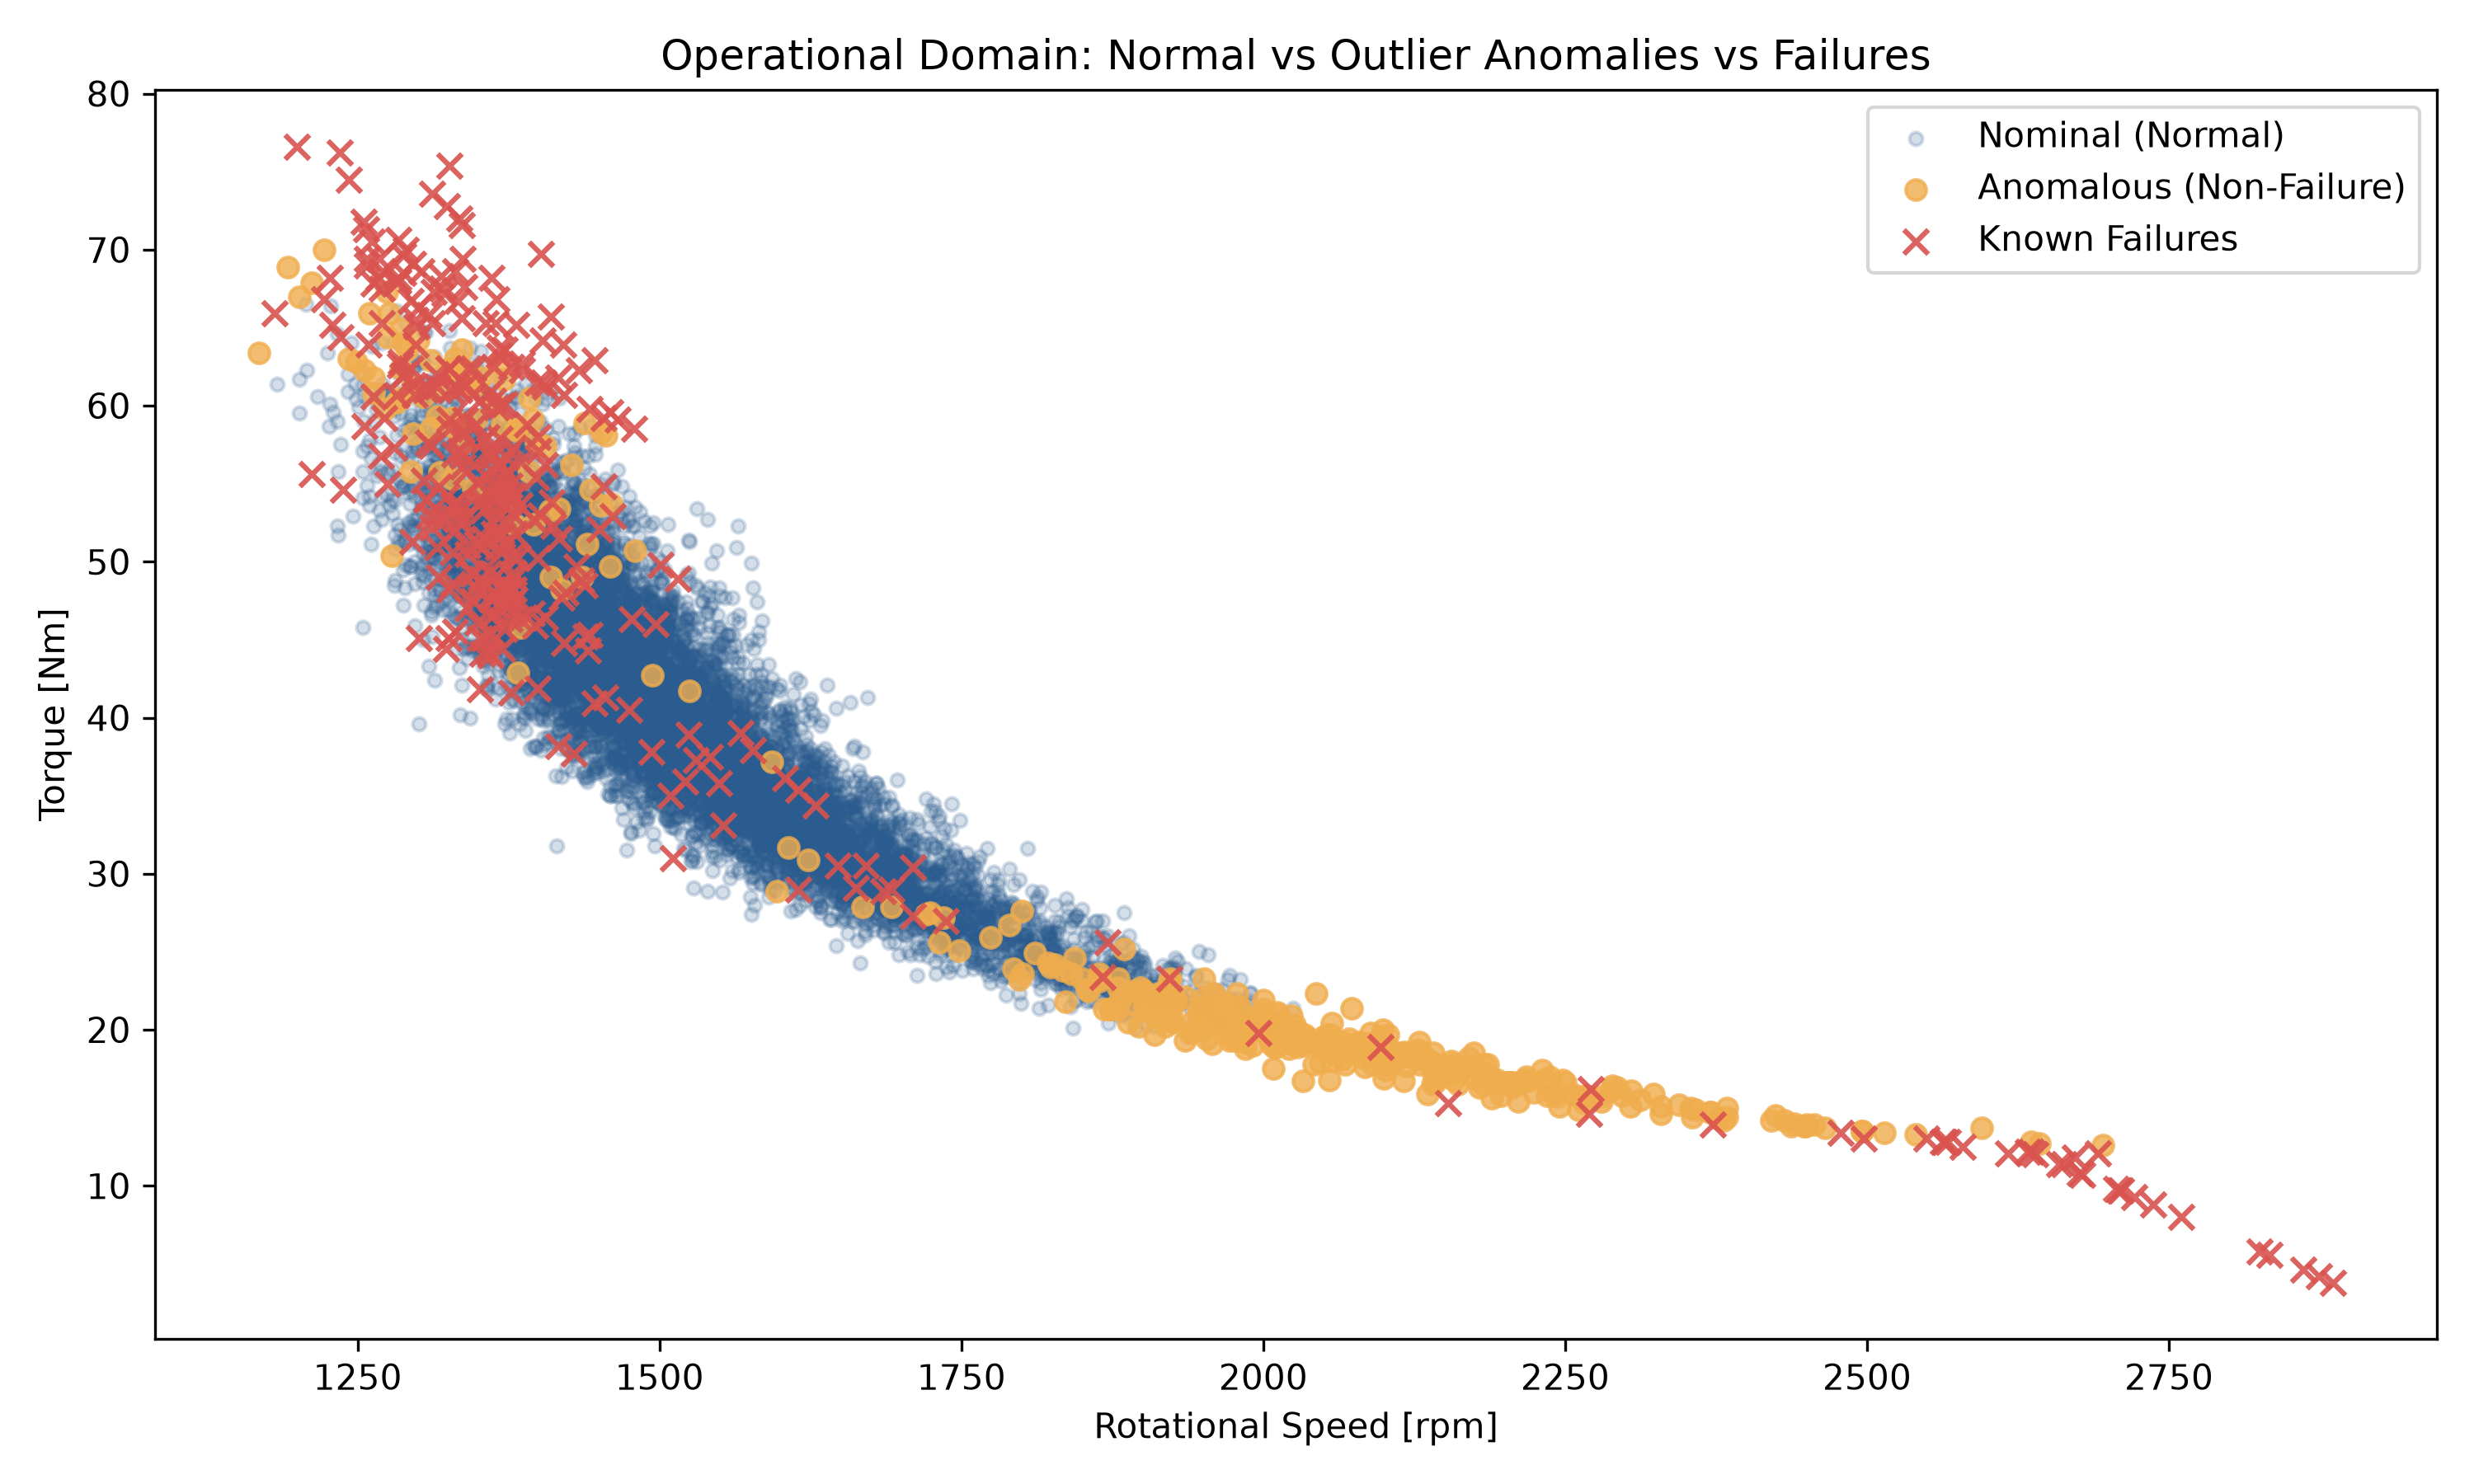 Operational Domain: Normal vs Outlier Anomalies vs Failures
Nominal (Normal)
Anomalous (Non-Failure)
Known Failures
Torque [Nm]
80
70
60
50
40
30
20
10
1250 1500 1750 2000 2250 2500 2750
Rotational Speed [rpm]